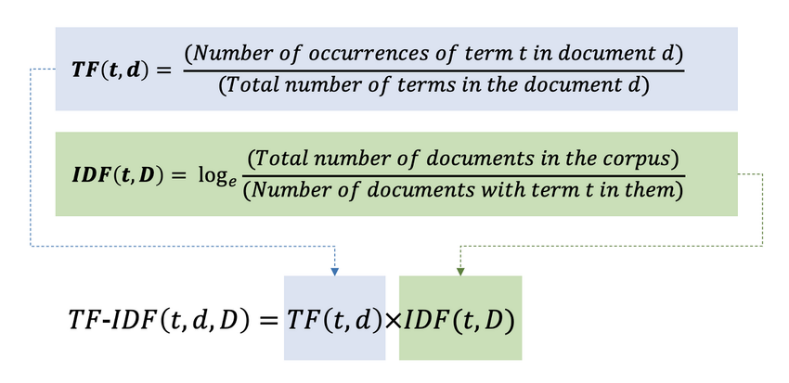 TF(t, d) = (Number of occurrences of term t in document d)
(Total number of terms in the document d)
IDF(t, D) = logₑ (Total number of documents in the corpus)
(Number of documents with term t in them)
TF-IDF(t, d, D) = TF(t, d)×IDF(t, D)